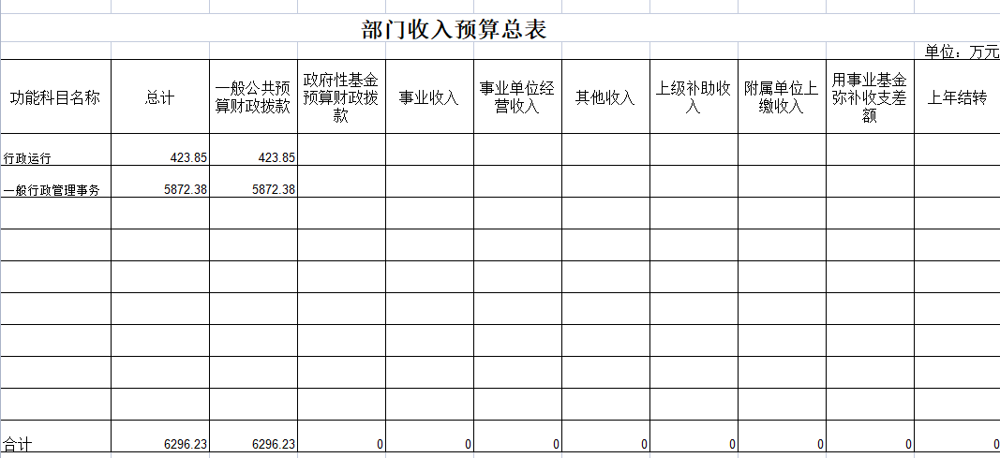 部门收入预算总表
单位：万元
功能科目名称 总计 一般公共预算财政拨款 政府性基金预算财政拨款 事业收入 事业单位经营收入 其他收入 上级补助收入 附属单位上缴收入 用事业基金弥补收支差额 上年结转
行政运行 423.85 423.85
一般行政管理事务 5872.38 5872.38
合计 6296.23 6296.23 0 0 0 0 0 0 0 0